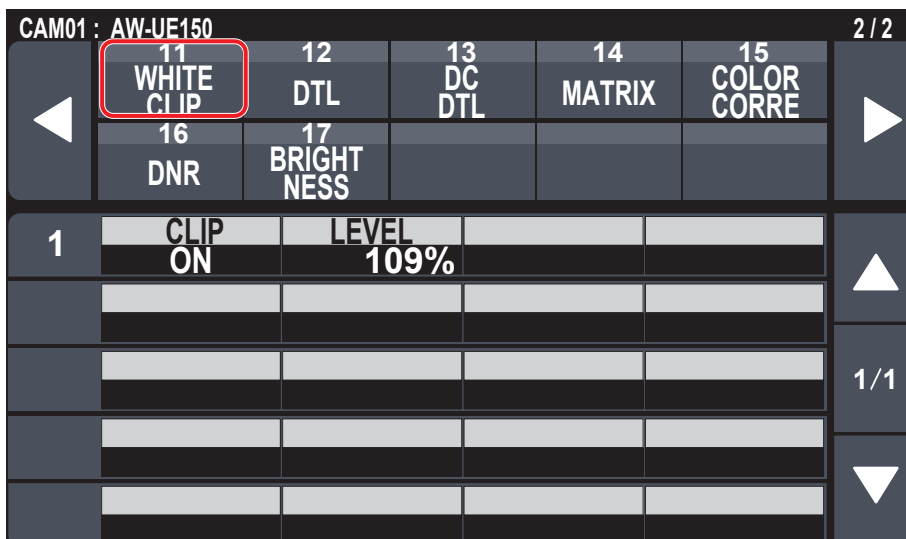 CAM01 : AW-UE150 2 / 2
11 12 13 14 15
WHITE CLIP DTL DC DTL MATRIX COLOR CORRE
16 17
DNR BRIGHT NESS
1 CLIP LEVEL
ON 109%
1/1